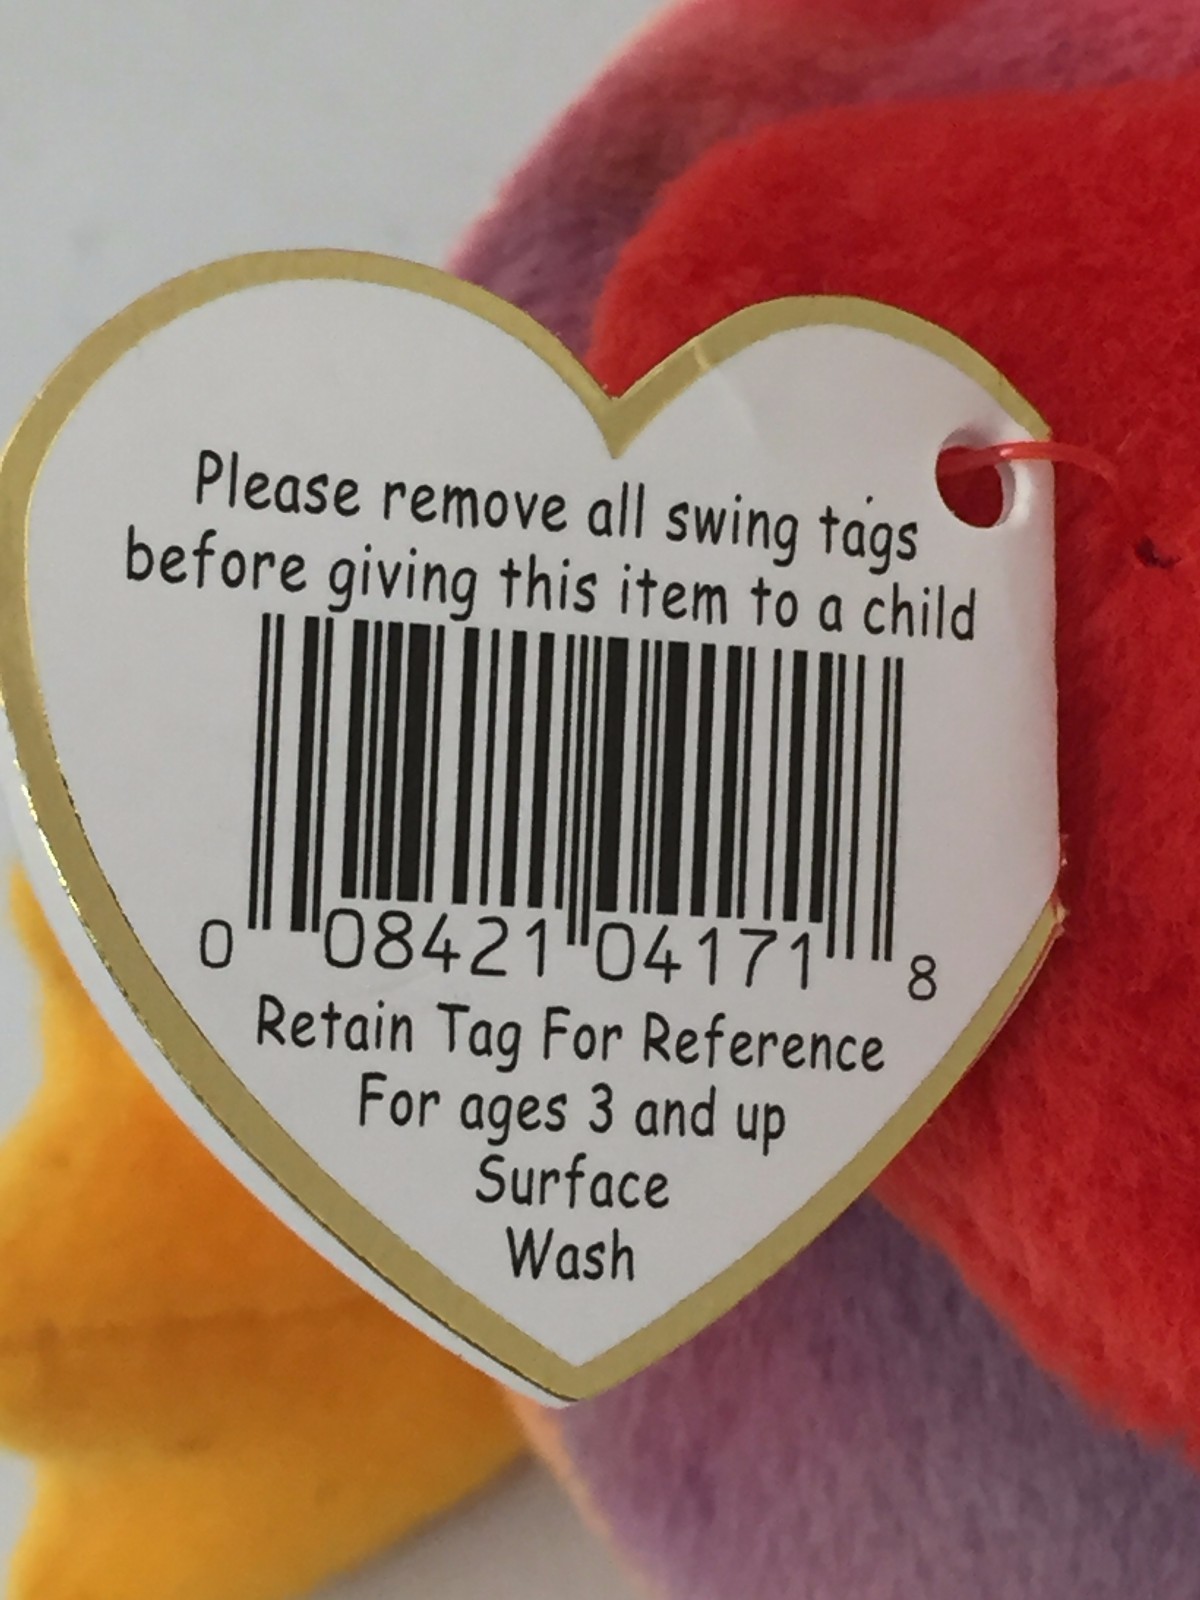 Please remove all swing tags
before giving this item to a child
0 08421 04171 8
Retain Tag For Reference
For ages 3 and up
Surface
Wash